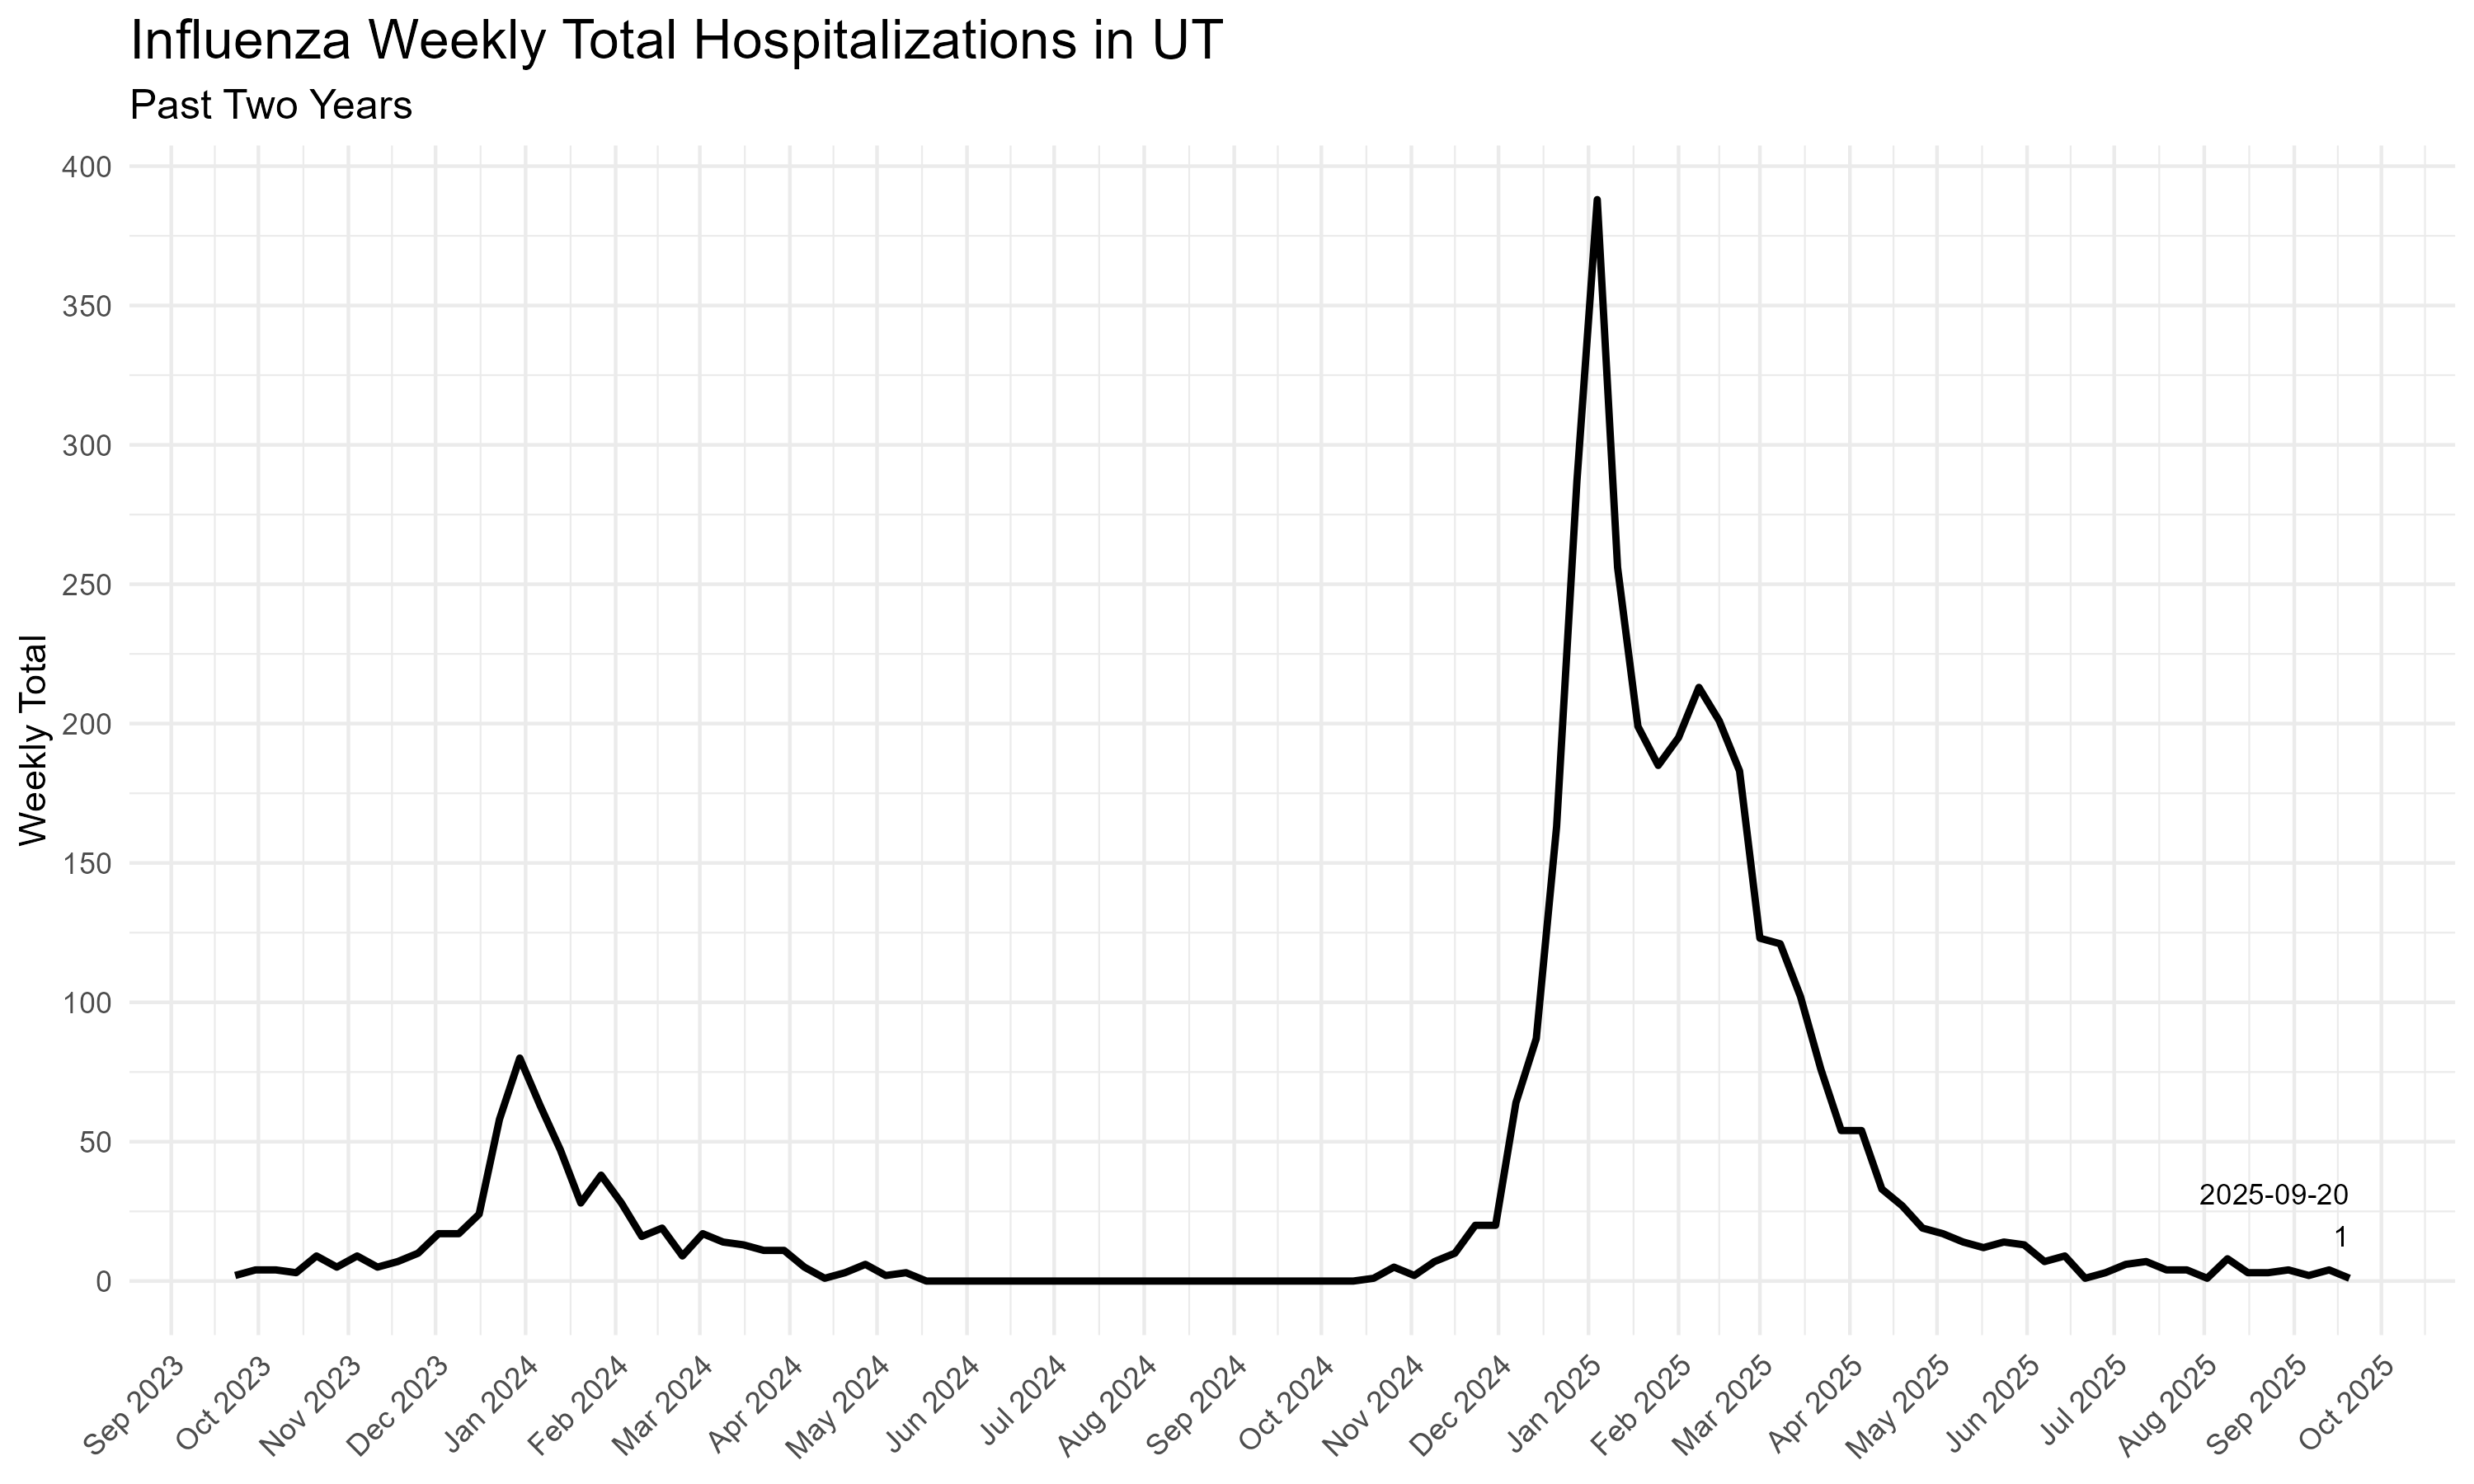 Influenza Weekly Total Hospitalizations in UT
Past Two Years
Weekly Total
400
350
300
250
200
150
100
50
0
2025-09-20
1
Sep 2023
Oct 2023
Nov 2023
Dec 2023
Jan 2024
Feb 2024
Mar 2024
Apr 2024
May 2024
Jun 2024
Jul 2024
Aug 2024
Sep 2024
Oct 2024
Nov 2024
Dec 2024
Jan 2025
Feb 2025
Mar 2025
Apr 2025
May 2025
Jun 2025
Jul 2025
Aug 2025
Sep 2025
Oct 2025